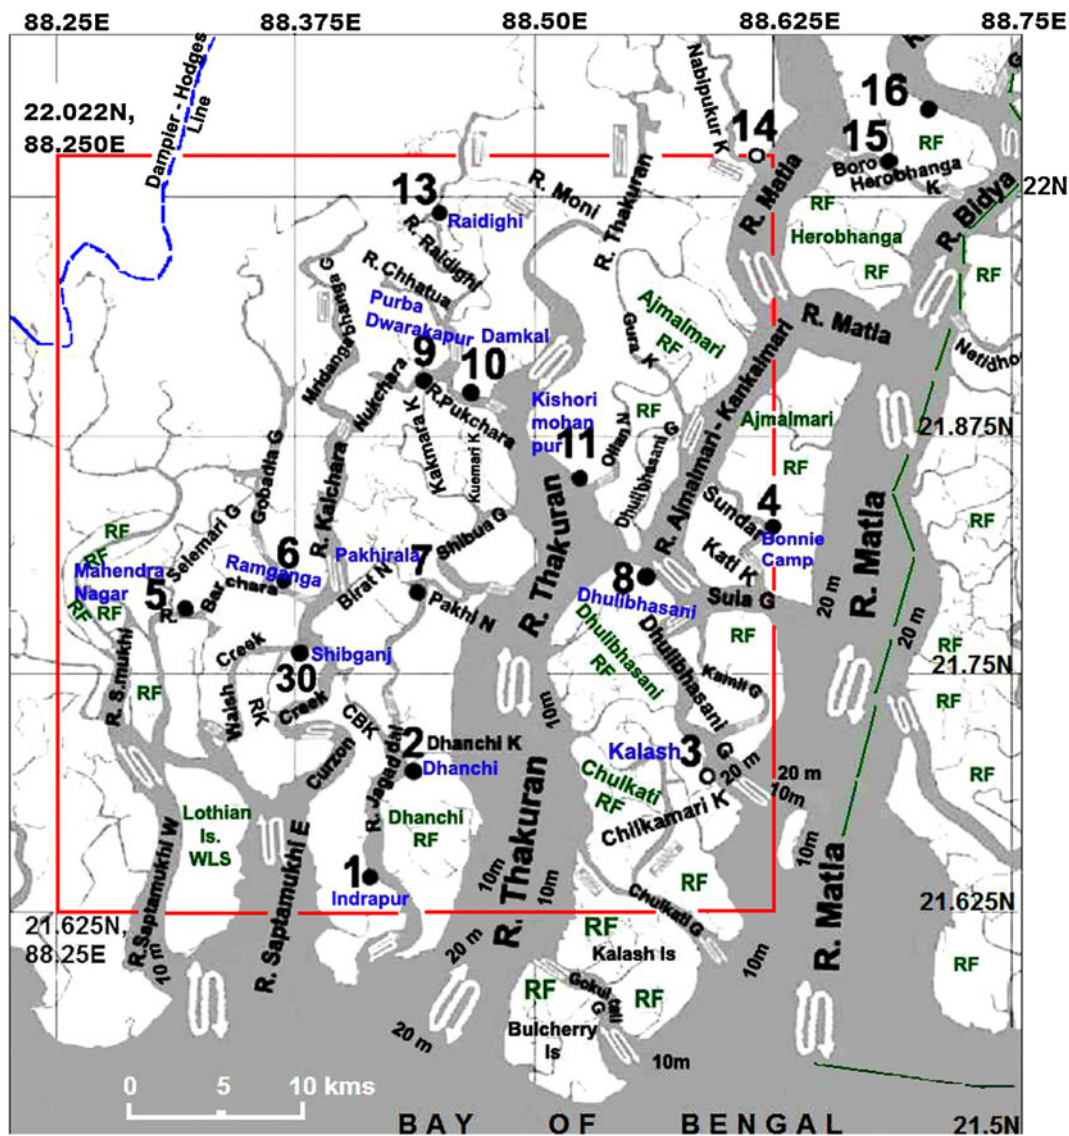 88.25E
88.375E
88.50E
88.625E
88.75E
Dampier - Hodges
Line
22.022N,
88.250E
Nabipukur K
14
16
15
RF
Boro
Herobhanga
K
R. Matla
R. Bidya
22N
13
Raidighi
R. Raidighi
R. Moni
R. Thakuran
RF
Herobhanga
RF
RF
R. Chhatua
Mridangabhanga G
Purba
Dwarakapur
Damkal
Gura K
Ajmalmari
RF
R. Matla
9
10
Nukchara
R.Pukchara
Kakmara K
Kuemari K
Kishori
mohan
pur
11
RF
Olian N
Dhulibhasani G
R. Ajmalmari - Kankalmari
Ajmalmari
RF
21.875N
Gobadia G
R. Kalchara
R. Thakuran
Sundar
Kati K
4
Bonnie
Camp
R. Matla
RF
RF
RF
Selemari G
Mahendra
Nagar
RF
RF
5
R.
Bar
chara
6
Ramganga
Pakhirala
7
Shibua G
Birat N
Pakhi N
8
Dhulibhasani
Sula G
20 m
20 m
Dhulibhasani
RF
Dhulibhasani
G
Kamli G
RF
RF
RF
R. S.mukhi
RF
Creek
Walsh
RK
30
Shibganj
Creek
Curzon
CBK
21.75N
10m
2
Dhanchi K
Dhanchi
R. Jagaddal
Kalash
3
20 m
20 m
10m
Chulkati
RF
Chilkamari K
RF
Lothian
Is.
WLS
Dhanchi
RF
R. Thakuran
10m
10m
10m
1
Indrapur
R.Saptamukhi W
R. Saptamukhi E
RF
Chulkati G
R. Matla
21.625N
21.625N,
88.25E
10 m
20 m
RF
Kalash Is
10m
RF
RF
Gokultali
G
RF
Bulcherry
Is
20 m
10m
0 5 10 kms
BAY OF BENGAL
21.5N